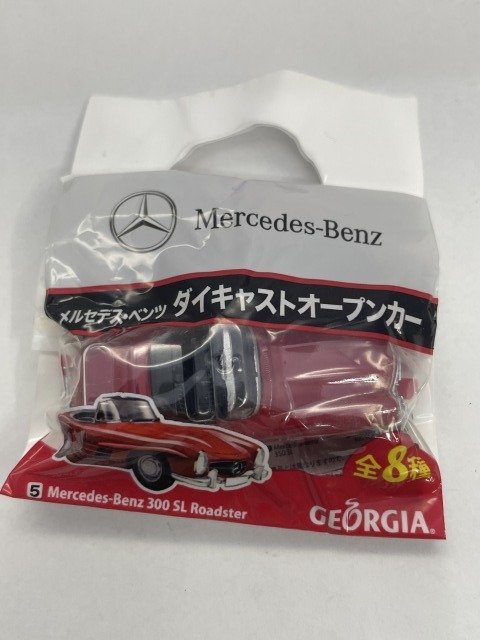 Mercedes-Benz
メルセデス・ベンツ ダイキャストオープンカー
全8種
5 Mercedes-Benz 300 SL Roadster
GEORGIA